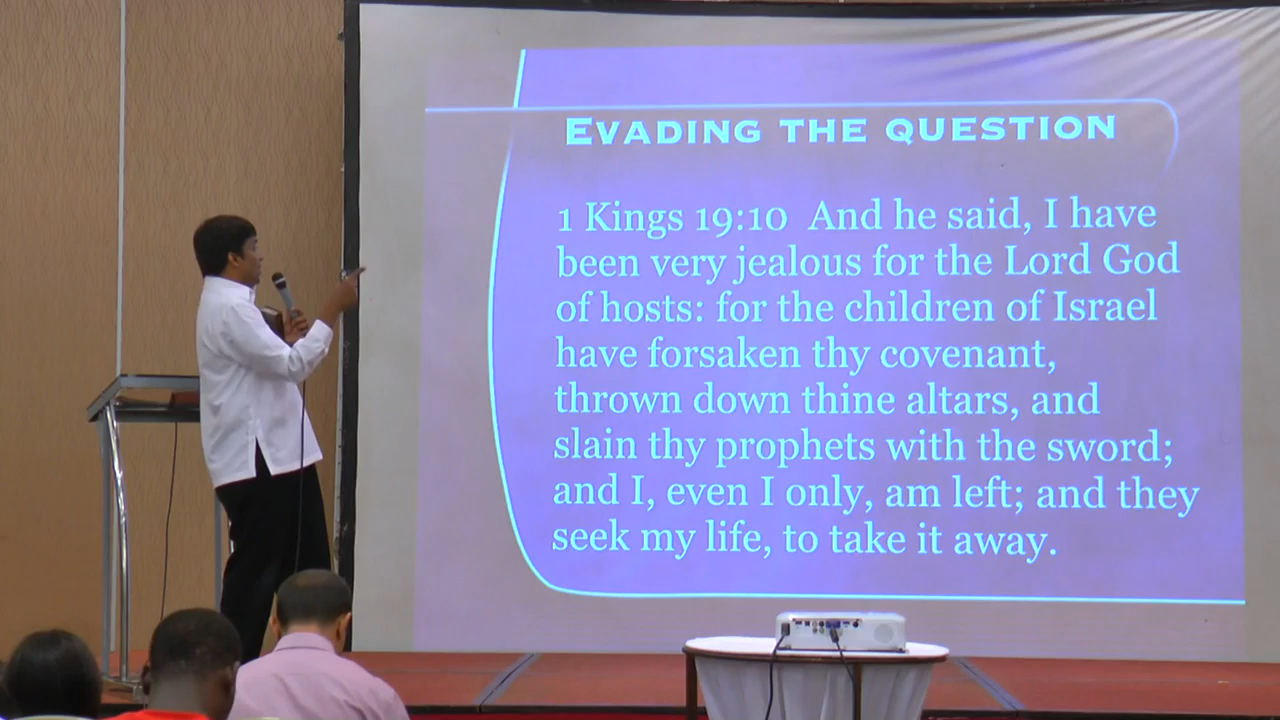 EVADING THE QUESTION
1 Kings 19:10 And he said, I have
been very jealous for the Lord God
of hosts: for the children of Israel
have forsaken thy covenant,
thrown down thine altars, and
slain thy prophets with the sword;
and I, even I only, am left; and they
seek my life, to take it away.